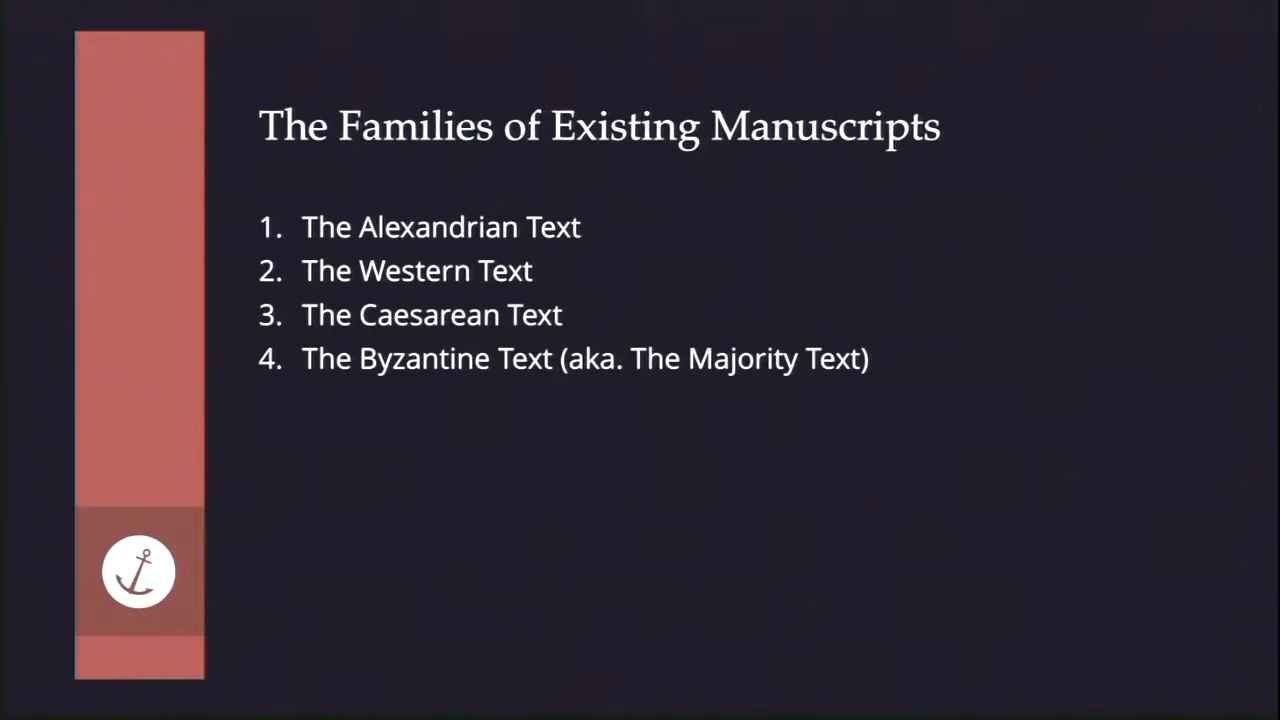 The Families of Existing Manuscripts
1. The Alexandrian Text
2. The Western Text
3. The Caesarean Text
4. The Byzantine Text (aka. The Majority Text)